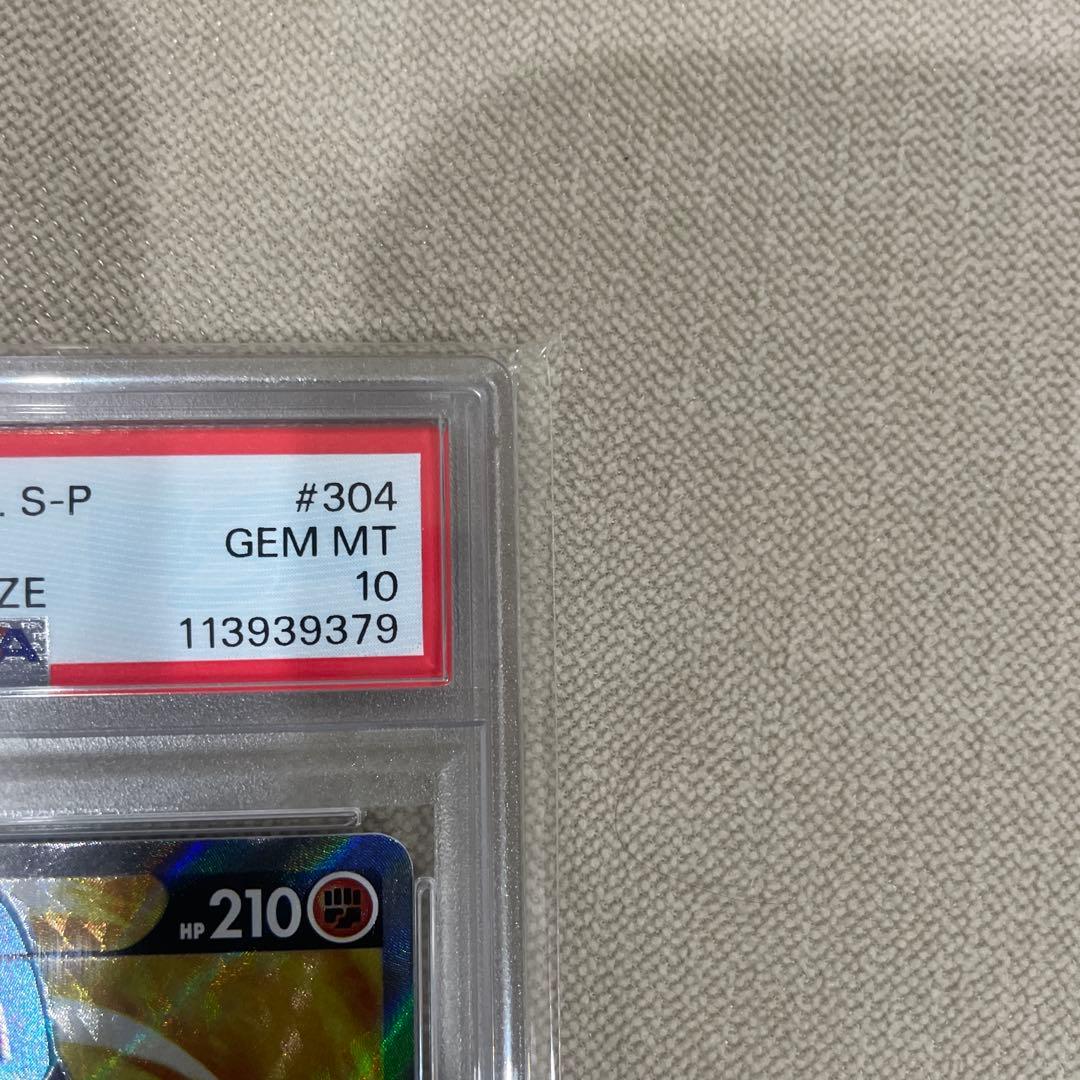 . S-P #304
GEM MT
ZE 10
A 113939379
HP 210